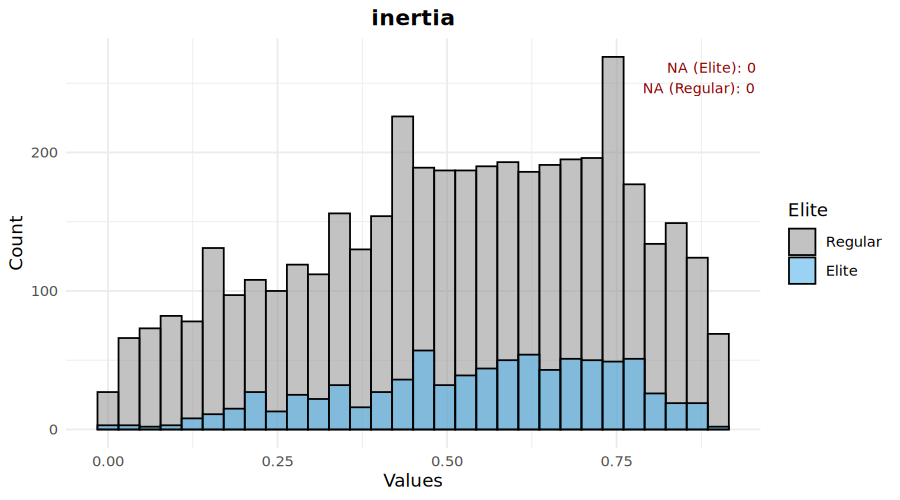 inertia
NA (Elite): 0
NA (Regular): 0
Count
200
100
0
0.00 0.25 0.50 0.75
Values
Elite
Regular
Elite